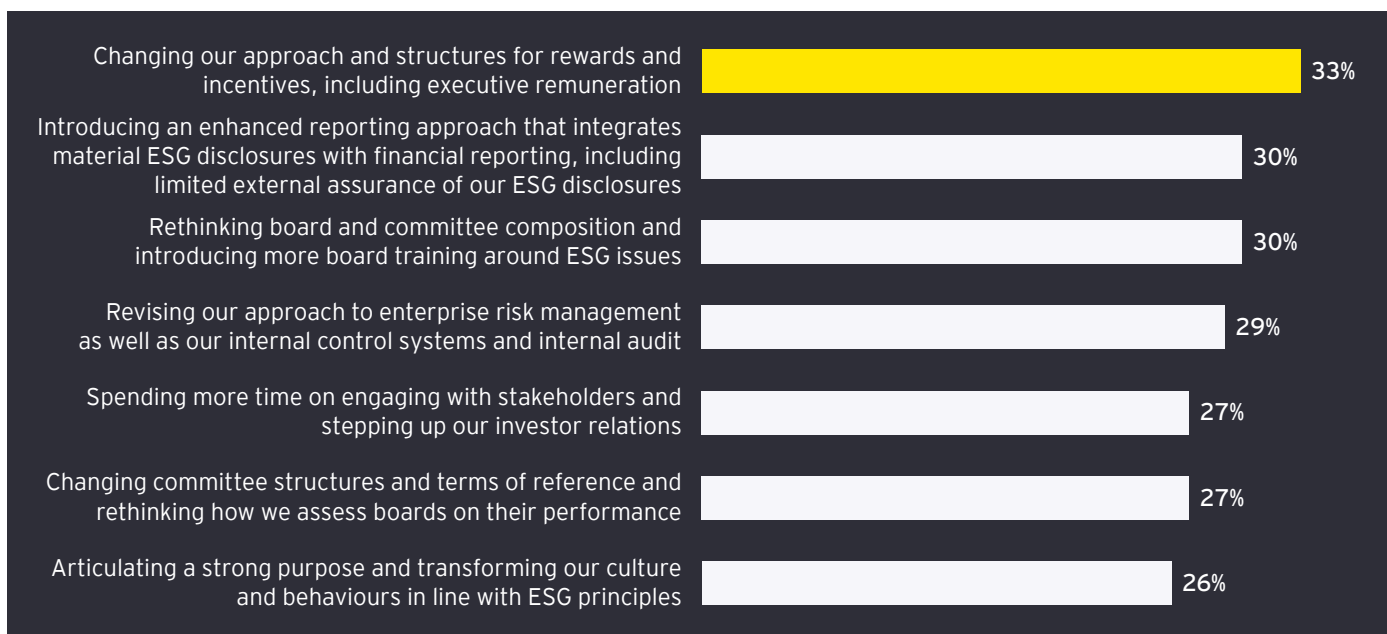 Changing our approach and structures for rewards and
incentives, including executive remuneration
33%
Introducing an enhanced reporting approach that integrates
material ESG disclosures with financial reporting, including
limited external assurance of our ESG disclosures
30%
Rethinking board and committee composition and
introducing more board training around ESG issues
30%
Revising our approach to enterprise risk management
as well as our internal control systems and internal audit
29%
Spending more time on engaging with stakeholders and
stepping up our investor relations
27%
Changing committee structures and terms of reference and
rethinking how we assess boards on their performance
27%
Articulating a strong purpose and transforming our culture
and behaviours in line with ESG principles
26%